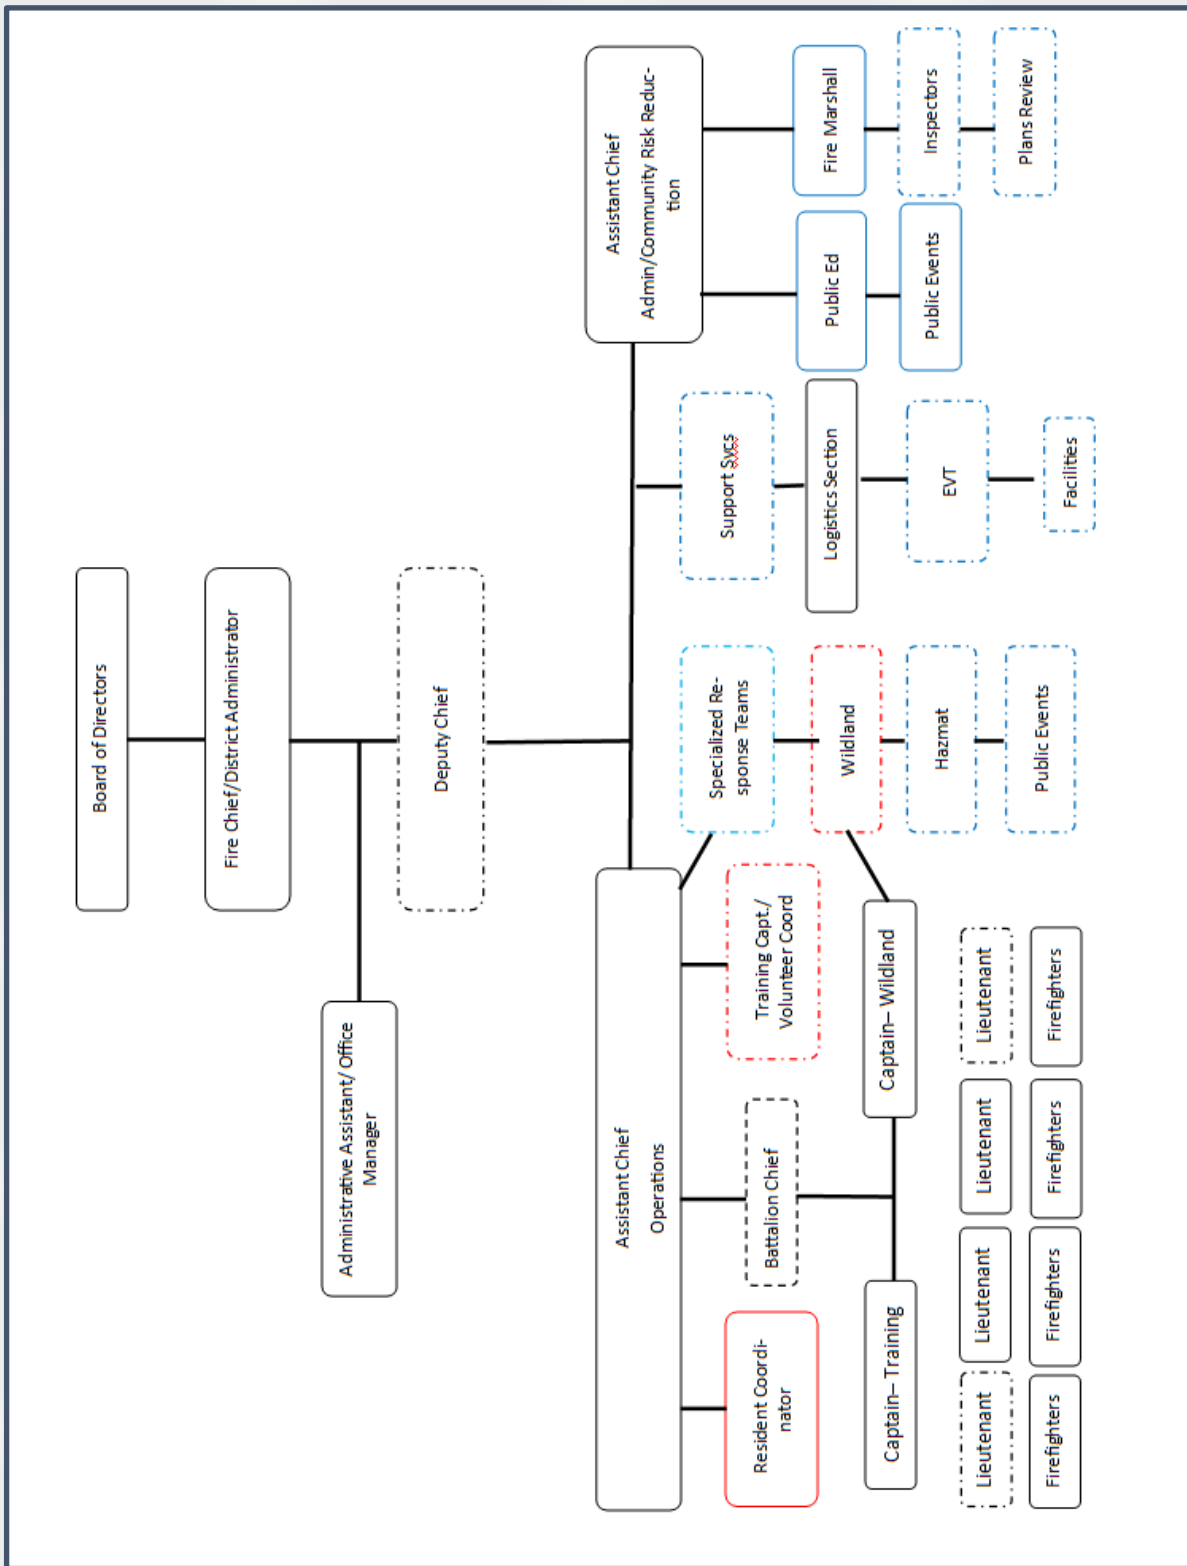 Board of Directors
Fire Chief/District Administrator
Administrative Assistant/ Office
Manager
Deputy Chief
Assistant Chief
Operations
Assistant Chief
Admin/Community Risk Reduc-
tion
Resident Coordi-
nator
Battalion Chief
Training Capt./
Volunteer Coord
Specialized Re-
sponse Teams
Support Svcs
Public Ed
Fire Marshall
Captain– Training
Captain– Wildland
Wildland
Logistics Section
Public Events
Inspectors
Hazmat
EVT
Plans Review
Lieutenant
Lieutenant
Lieutenant
Lieutenant
Public Events
Facilities
Firefighters
Firefighters
Firefighters
Firefighters